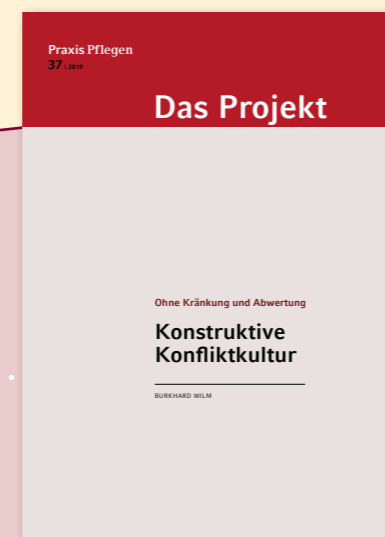 Praxis Pflegen
37 | 2019
Das Projekt
Ohne Kränkung und Abwertung
Konstruktive
Konfliktkultur
BURKHARD WILM